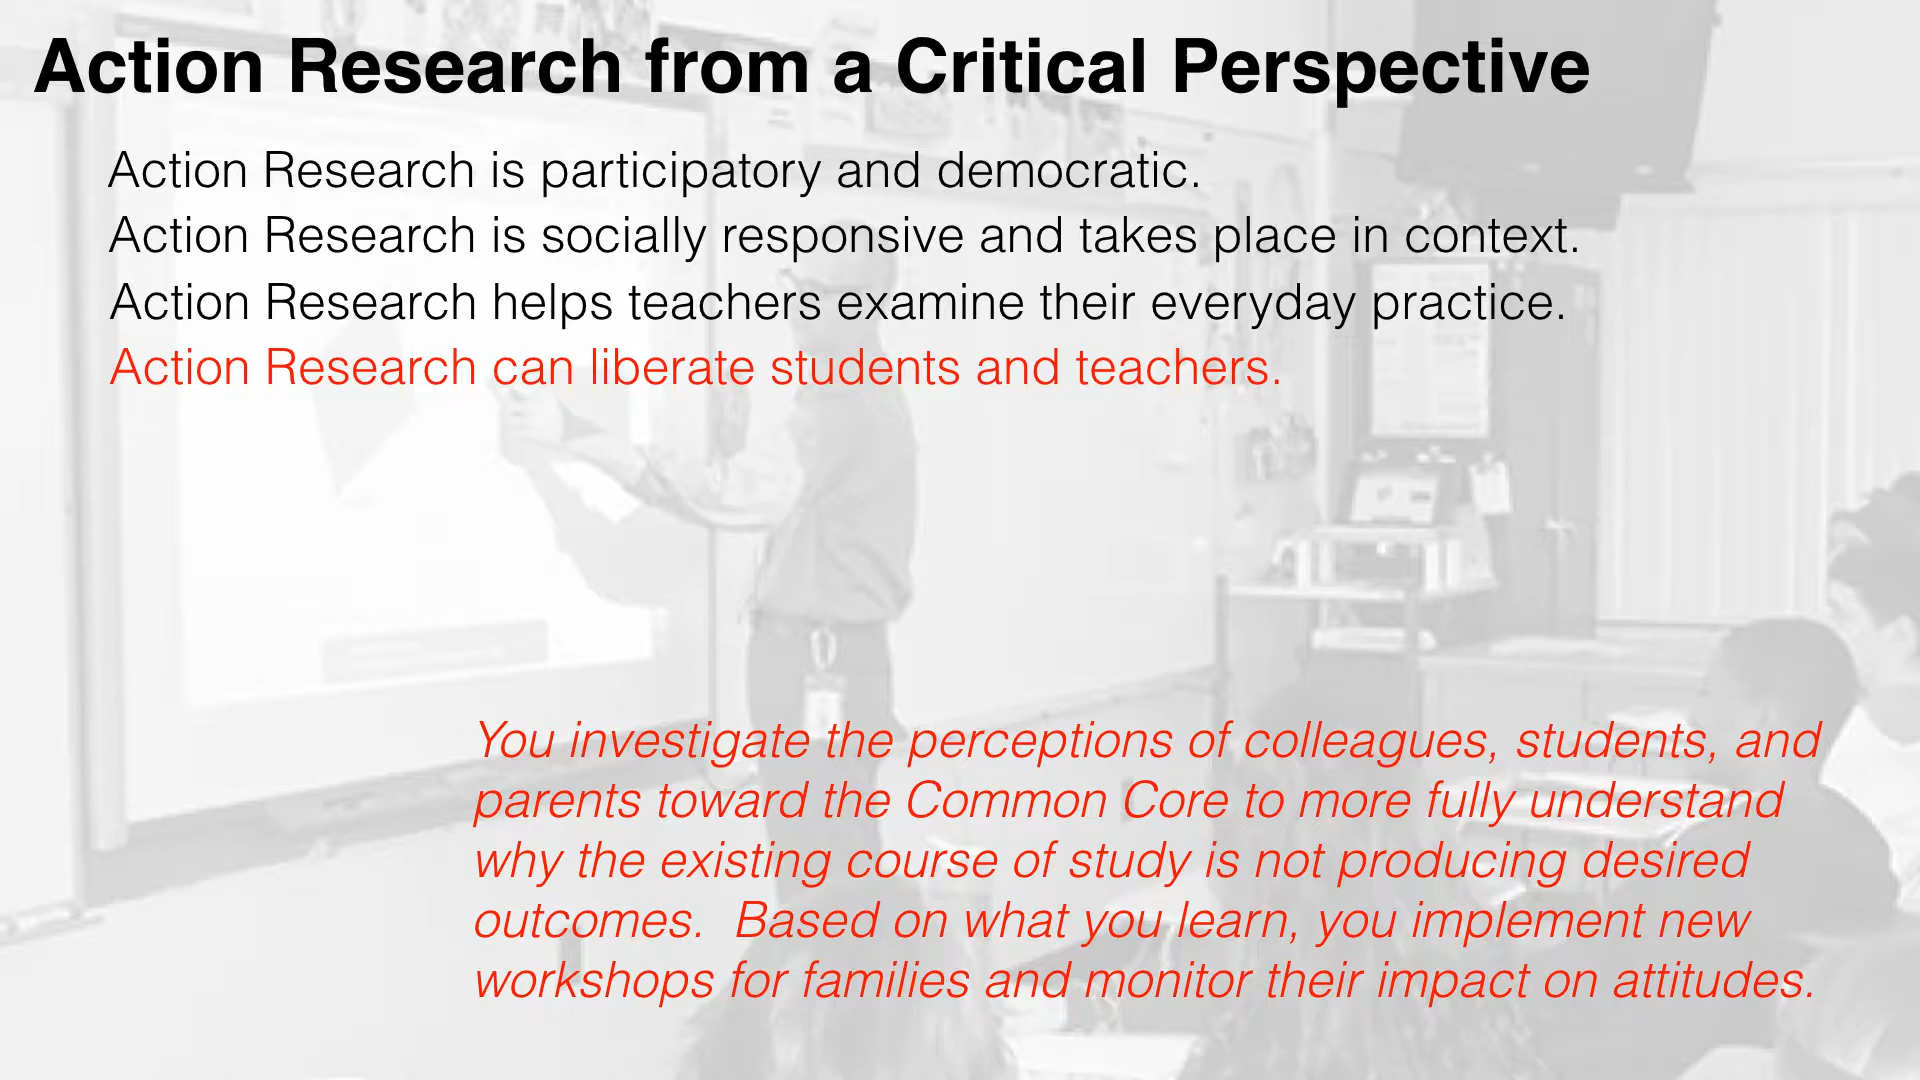 Action Research from a Critical Perspective
Action Research is participatory and democratic.
Action Research is socially responsive and takes place in context.
Action Research helps teachers examine their everyday practice.
Action Research can liberate students and teachers.
You investigate the perceptions of colleagues, students, and
parents toward the Common Core to more fully understand
why the existing course of study is not producing desired
outcomes.  Based on what you learn, you implement new
workshops for families and monitor their impact on attitudes.